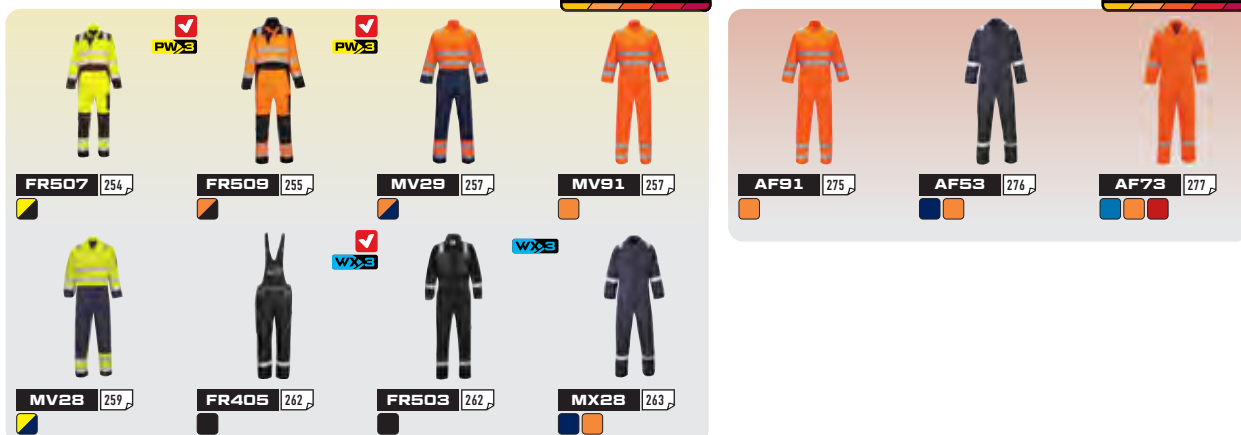 PW3
PW3
FR507 254
FR509 255
MV29 257
MV91 257
AF91 275
AF53 276
AF73 277
WX3
WX3
MV28 259
FR405 262
FR503 262
MX28 263